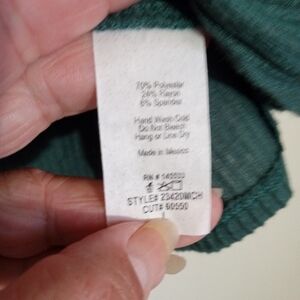 70% Polyester
24% Rayon
6% Spandex
Hand Wash Cold
Do Not Bleach
Hang or Line Dry
Made in Mexico
RN #
STYLE# 23420MCH
CUT# 60550
L